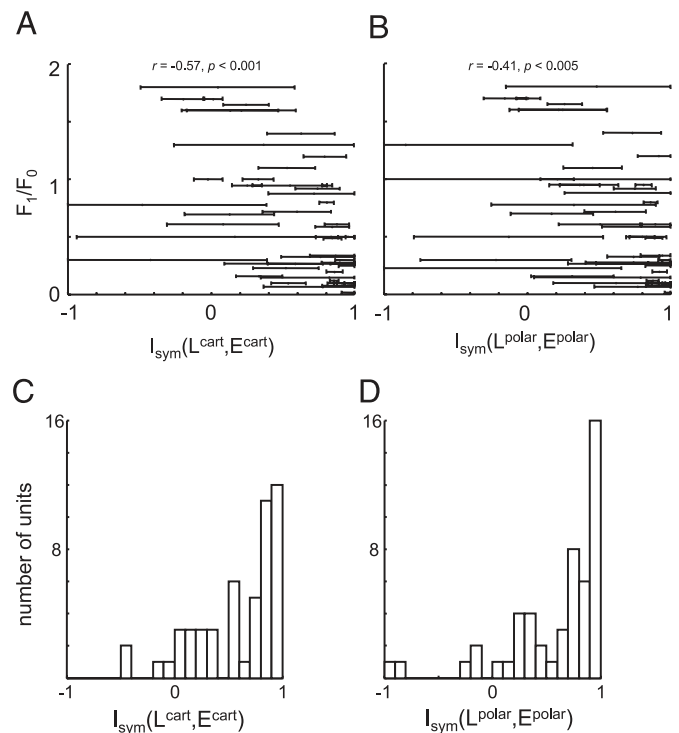 A
r = -0.57, p < 0.001
2
1
0
F1/F0
-1 0 1
Isym(Lcart,Ecart)
B
r = -0.41, p < 0.005
-1 0 1
Isym(Lpolar,Epolar)
C
16
8
number of units
-1 0 1
Isym(Lcart,Ecart)
D
16
8
-1 0 1
Isym(Lpolar,Epolar)